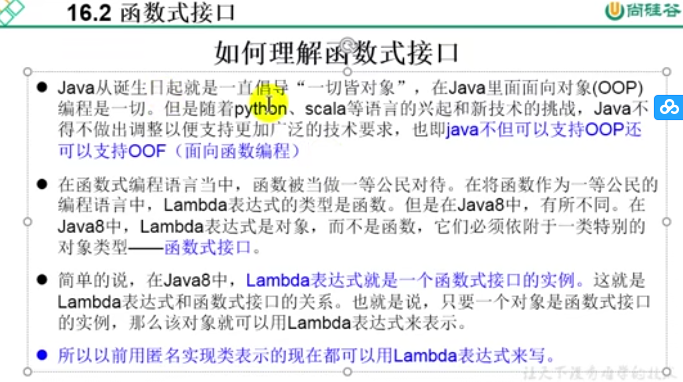 16.2 函数式接口
尚硅谷
如何理解函数式接口
● Java从诞生日起就是一直倡导“一切皆对象”，在Java里面面向对象(OOP)
编程是一切。但是随着python、scala等语言的兴起和新技术的挑战，Java不
得不做出调整以便支持更加广泛的技术要求，也即java不但可以支持OOP还
可以支持OOF（面向函数编程）
● 在函数式编程语言当中，函数被当做一等公民对待。在将函数作为一等公民的
编程语言中，Lambda表达式的类型是函数。但是在Java8中，有所不同。在
Java8中，Lambda表达式是对象，而不是函数，它们必须依附于一类特别的
对象类型——函数式接口。
● 简单的说，在Java8中，Lambda表达式就是一个函数式接口的实例。这就是
Lambda表达式和函数式接口的关系。也就是说，只要一个对象是函数式接口
的实例，那么该对象就可以用Lambda表达式来表示。
● 所以以前用匿名实现类表示的现在都可以用Lambda表达式来写。